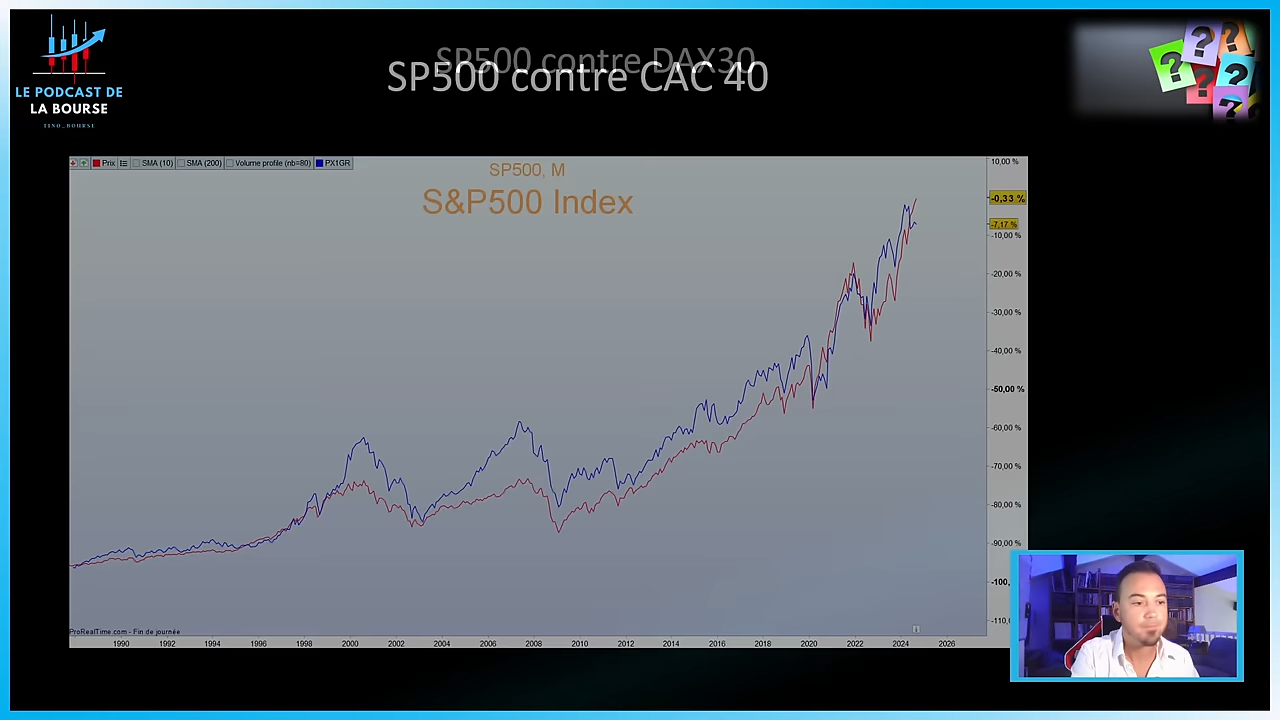 LE PODCAST DE
LA BOURSE
TINO_BOURSE
SP500 contre DAX30
SP500 contre CAC 40
? ? ? ? ? ?
Prix SMA (10) SMA (200) Volume profile (nb=80) PX1GR
SP500, M
S&P500 Index
10,00 %
-0,33 %
-7,17 %
-10,00 %
-20,00 %
-30,00 %
-40,00 %
-50,00 %
-60,00 %
-70,00 %
-80,00 %
-90,00 %
-100,
-110,
ProRealTime.com - Fin de journée
1990 1992 1994 1996 1998 2000 2002 2004 2006 2008 2010 2012 2014 2016 2018 2020 2022 2024 2026